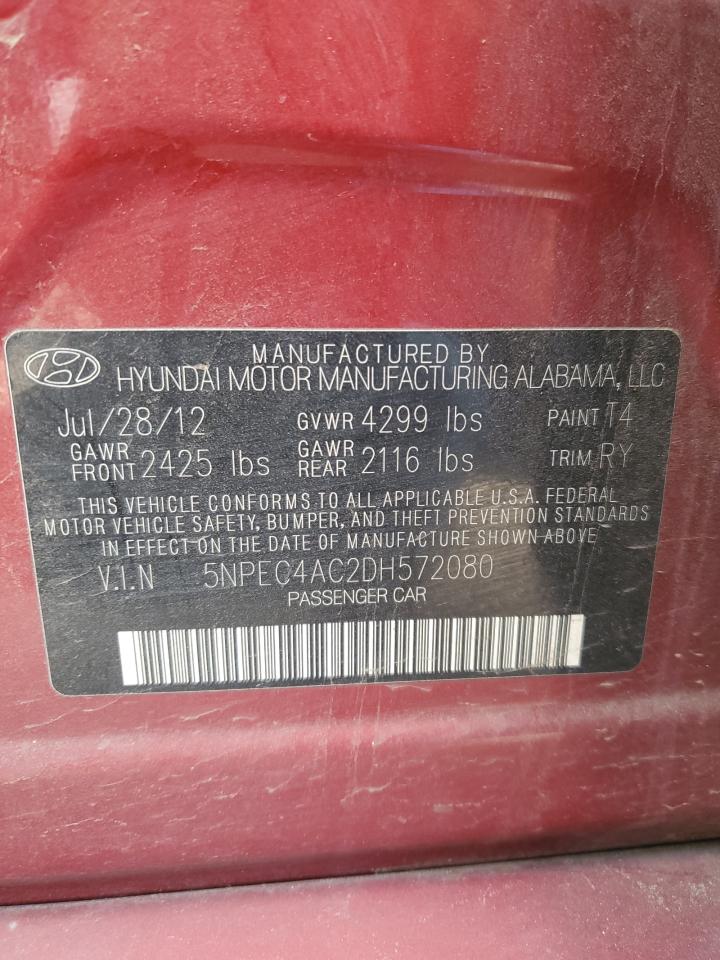 MANUFACTURED BY
HYUNDAI MOTOR MANUFACTURING ALABAMA, LLC
Jul/28/12 GVWR 4299 lbs PAINT T4
GAWR FRONT 2425 lbs GAWR REAR 2116 lbs TRIM RY
THIS VEHICLE CONFORMS TO ALL APPLICABLE U.S.A. FEDERAL
MOTOR VEHICLE SAFETY, BUMPER, AND THEFT PREVENTION STANDARDS
IN EFFECT ON THE DATE OF MANUFACTURE SHOWN ABOVE
V.I.N 5NPEC4AC2DH572080
PASSENGER CAR